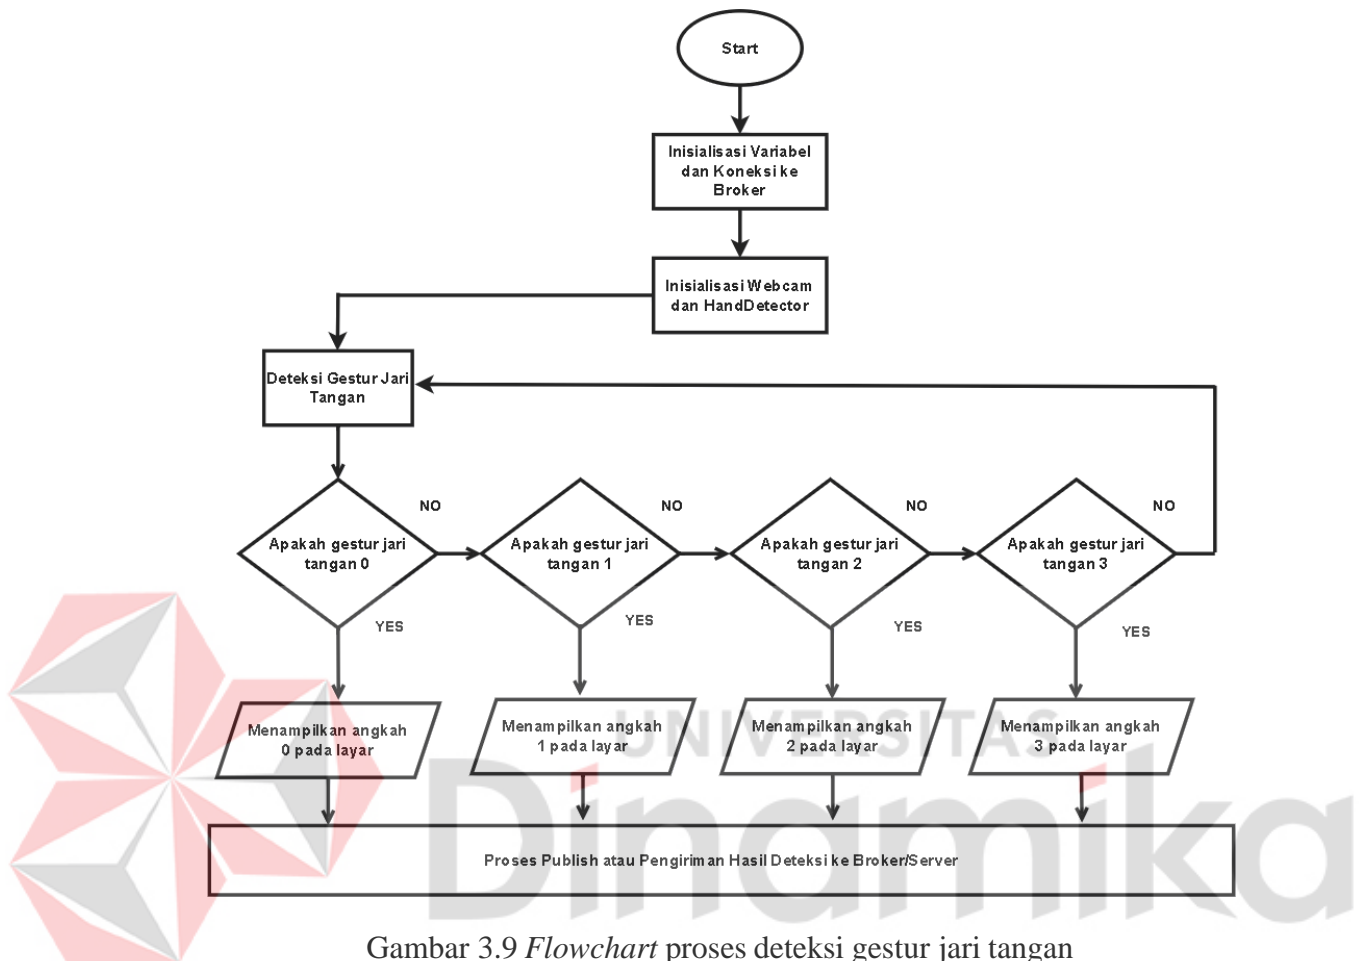 Start
Inisialisasi Variabel
dan Koneksi ke
Broker
Inisialisasi Webcam
dan HandDetector
Deteksi Gestur Jari
Tangan
NO
NO
NO
NO
Apakah gestur jari
tangan 0
Apakah gestur jari
tangan 1
Apakah gestur jari
tangan 2
Apakah gestur jari
tangan 3
YES
YES
YES
YES
Menampilkan angkah
0 pada layar
Menampilkan angkah
1 pada layar
Menampilkan angkah
2 pada layar
Menampilkan angkah
3 pada layar
UNIVERSITAS
Dinamika
Proses Publish atau Pengiriman Hasil Deteksi ke Broker/Server
Gambar 3.9 Flowchart proses deteksi gestur jari tangan